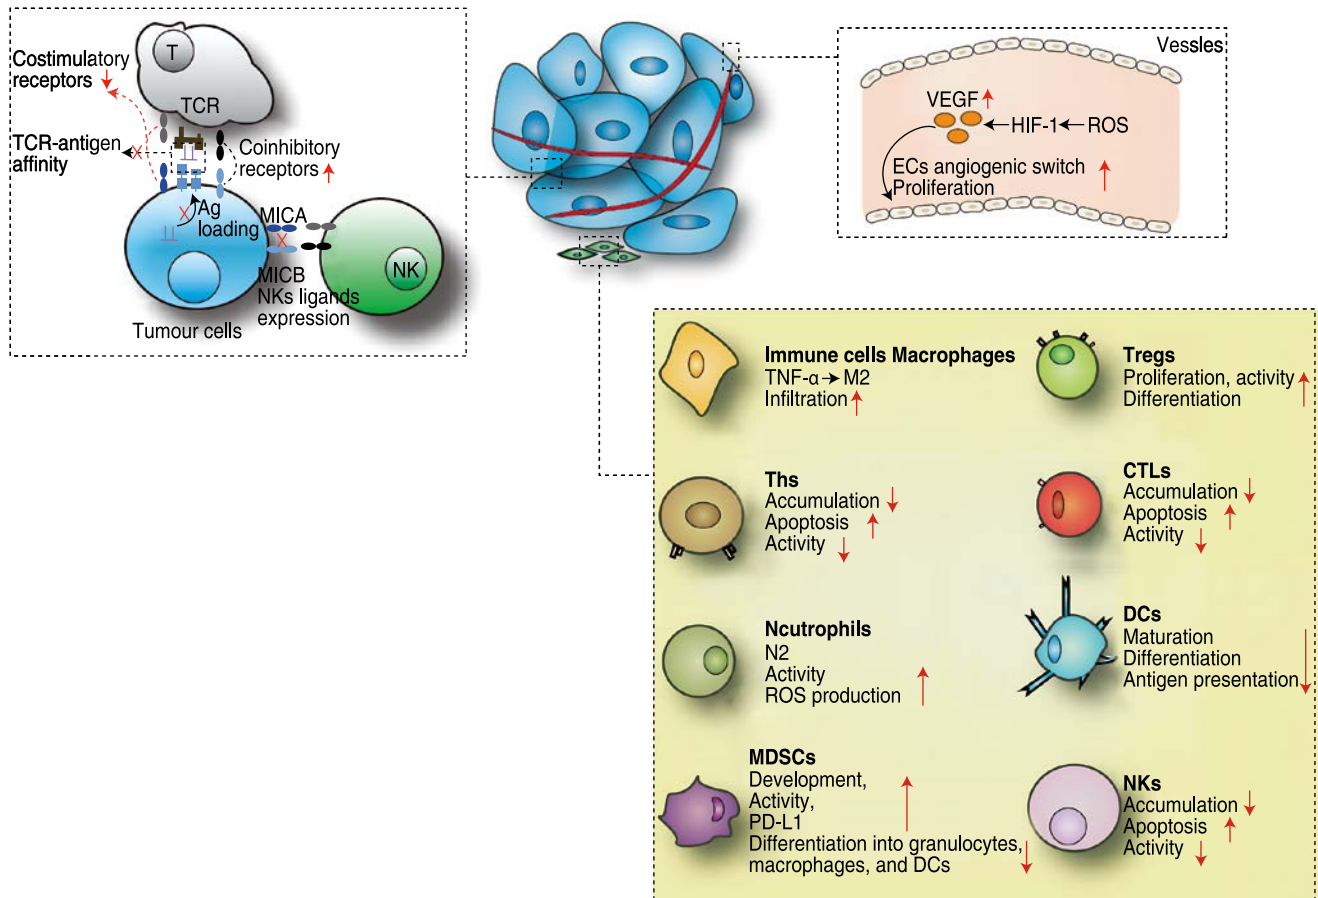 T
Costimulatory
receptors
TCR
TCR-antigen
affinity
Coinhibitory
receptors
Ag
loading
MICA
MICB
NKs ligands
expression
NK
Tumour cells
Vessles
VEGF
HIF-1
ROS
ECs angiogenic switch
Proliferation
Immune cells Macrophages
TNF-α → M2
Infiltration
Tregs
Proliferation, activity
Differentiation
Ths
Accumulation
Apoptosis
Activity
CTLs
Accumulation
Apoptosis
Activity
Ncutrophils
N2
Activity
ROS production
DCs
Maturation
Differentiation
Antigen presentation
MDSCs
Development,
Activity,
PD-L1
Differentiation into granulocytes,
macrophages, and DCs
NKs
Accumulation
Apoptosis
Activity